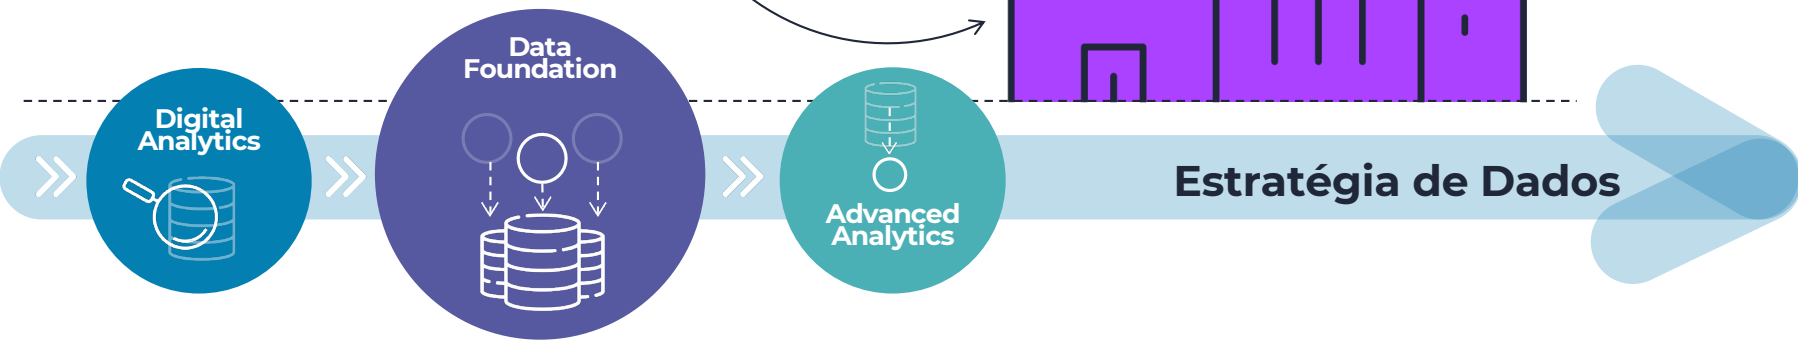 Digital
Analytics
Data
Foundation
Advanced
Analytics
Estratégia de Dados